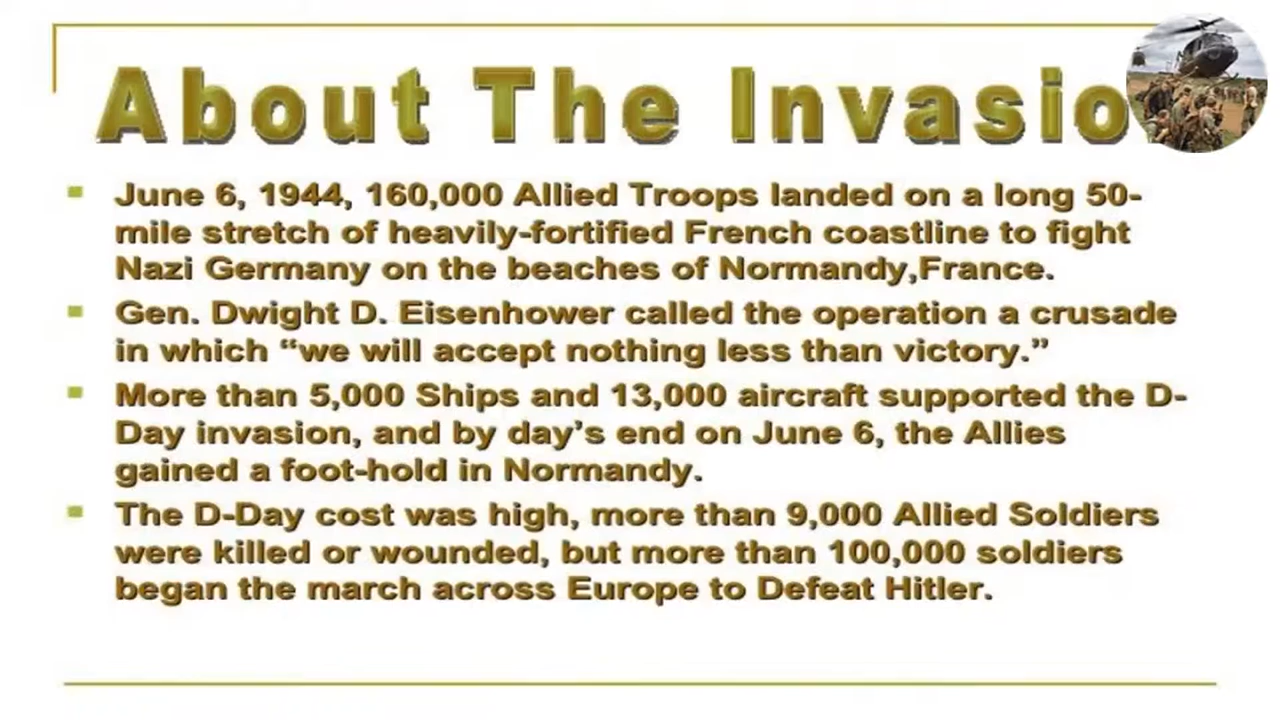 About The Invasio
June 6, 1944, 160,000 Allied Troops landed on a long 50-
mile stretch of heavily-fortified French coastline to fight
Nazi Germany on the beaches of Normandy,France.
Gen. Dwight D. Eisenhower called the operation a crusade
in which “we will accept nothing less than victory.”
More than 5,000 Ships and 13,000 aircraft supported the D-
Day invasion, and by day’s end on June 6, the Allies
gained a foot-hold in Normandy.
The D-Day cost was high, more than 9,000 Allied Soldiers
were killed or wounded, but more than 100,000 soldiers
began the march across Europe to Defeat Hitler.